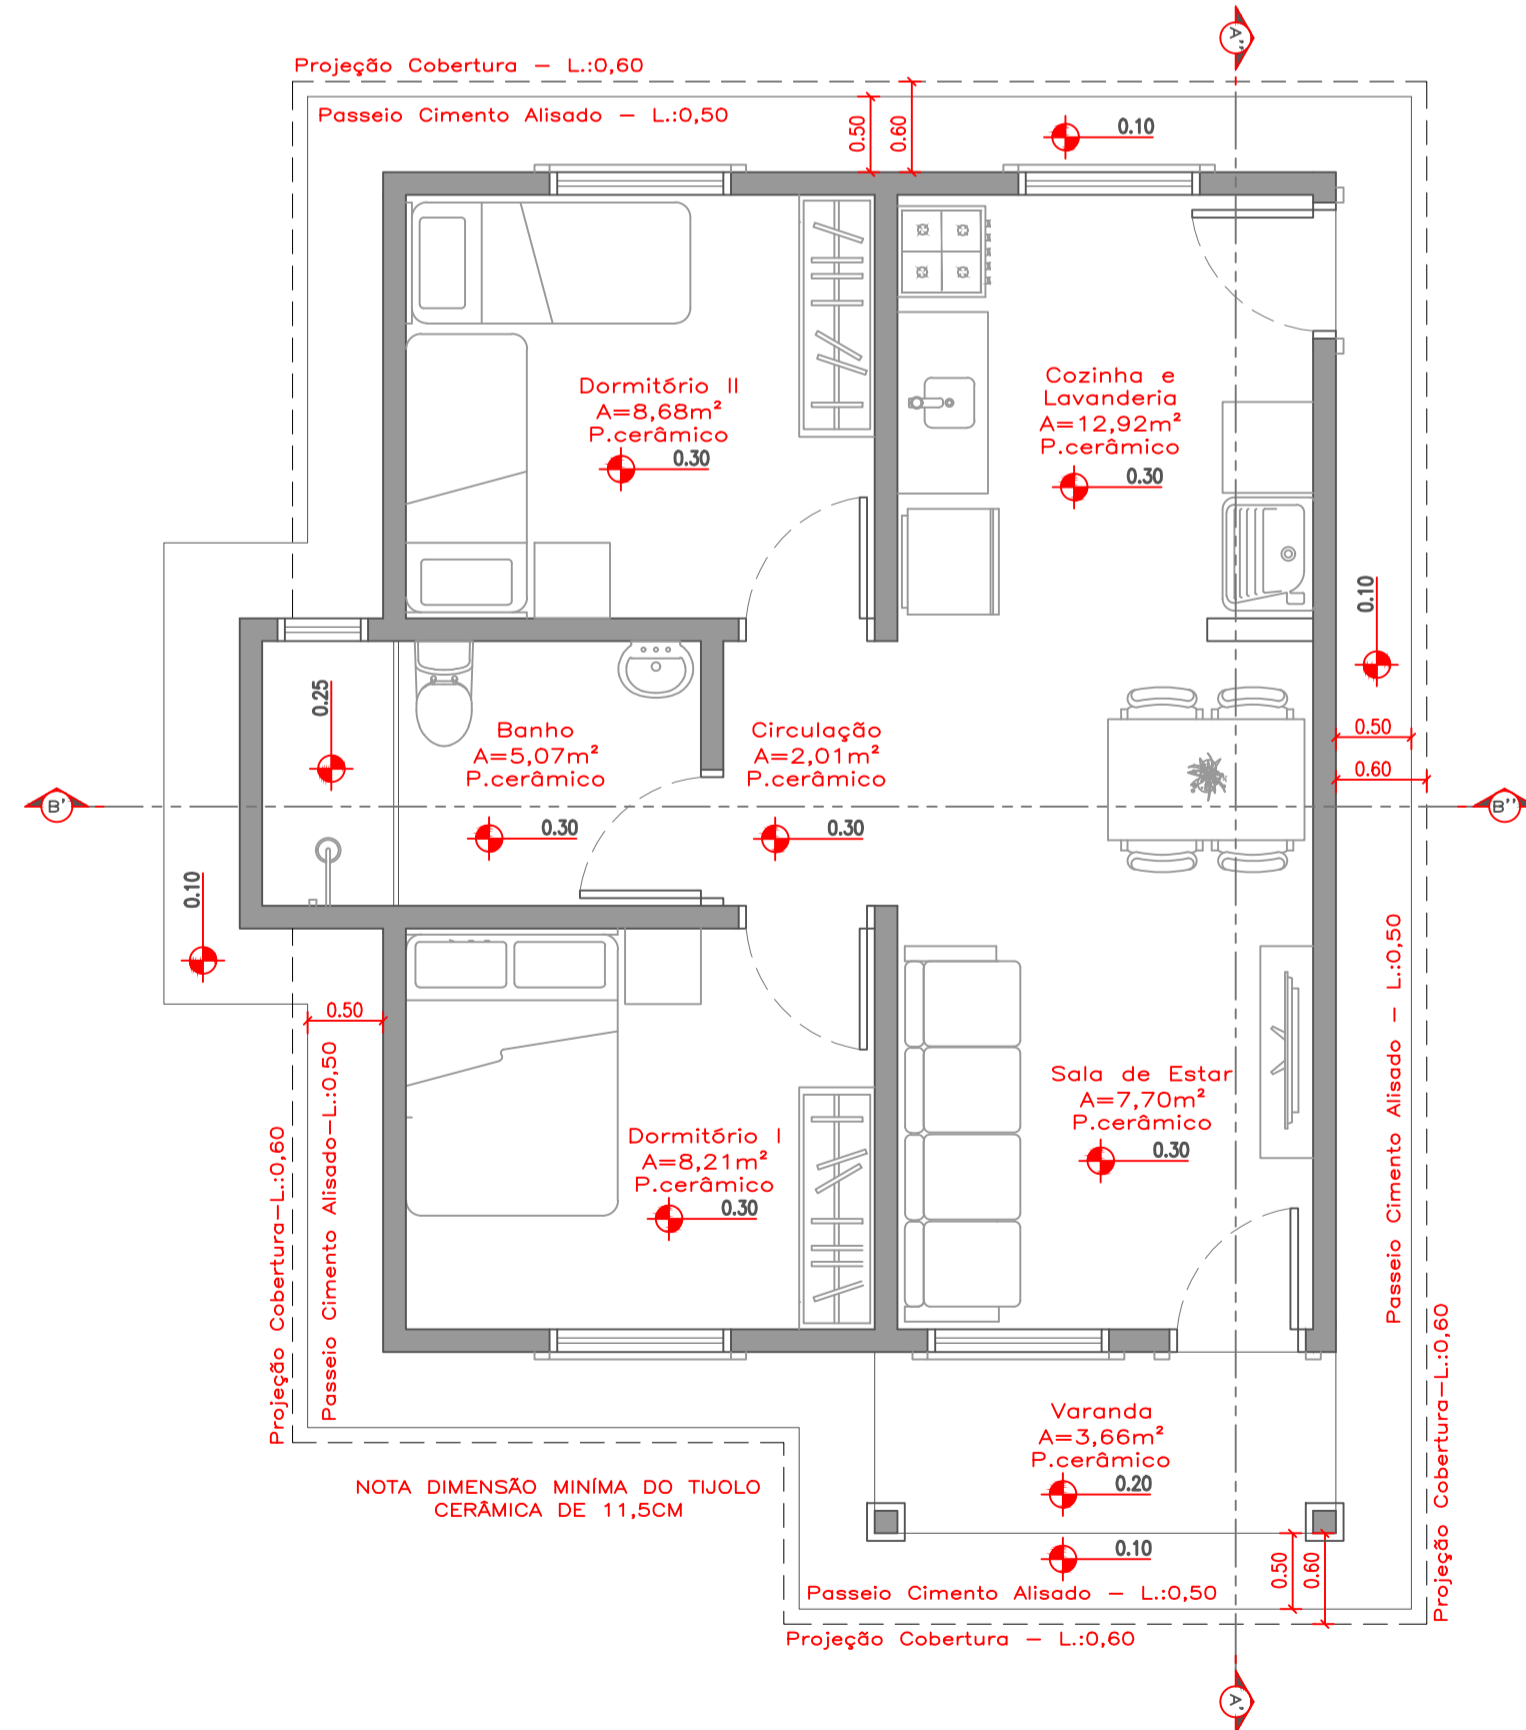 A''
Projeção Cobertura – L.:0,60
Passeio Cimento Alisado – L.:0,50
0.50
0.60
0.10
Dormitório II
A=8,68m²
P.cerâmico
0.30
Cozinha e
Lavanderia
A=12,92m²
P.cerâmico
0.30
0.10
0.25
Banho
A=5,07m²
P.cerâmico
0.30
Circulação
A=2,01m²
P.cerâmico
0.30
0.50
0.60
B'
B''
0.10
0.50
Passeio Cimento Alisado – L.:0,50
Sala de Estar
A=7,70m²
P.cerâmico
0.30
Dormitório I
A=8,21m²
P.cerâmico
0.30
Projeção Cobertura–L.:0,60
Passeio Cimento Alisado–L.:0,50
Projeção Cobertura–L.:0,60
Varanda
A=3,66m²
P.cerâmico
0.20
0.10
NOTA DIMENSÃO MINÍMA DO TIJOLO
CERÂMICA DE 11,5CM
0.50
0.60
Passeio Cimento Alisado – L.:0,50
Projeção Cobertura – L.:0,60
A'